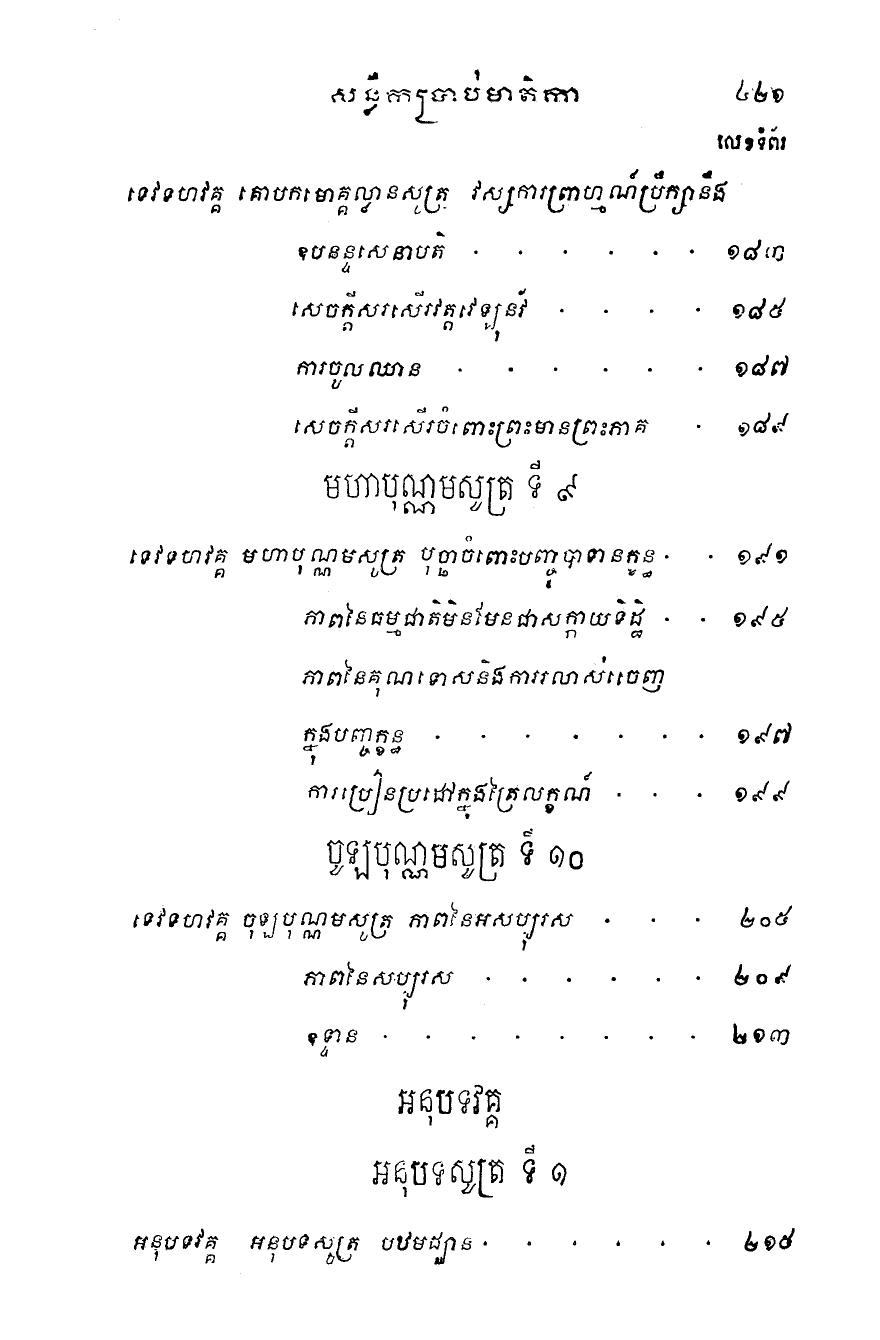 សន្លឹកប្រាប់មាតិកា ៤២១
លេខទំព័រ
ទេវទហវគ្គ គោបកមោគ្គល្លានសូត្រ វស្សការព្រាហ្មណ៍ប្រឹក្សានឹង
ឧបនន្ទសេនាបតិ · · · · · · ១៨៣
សេចក្តីសរសើរវត្តវេឡុនវ័ · · · · ១៨៥
ការចូលឈាន · · · · · · ១៨៧
សេចក្តីសរសើរចំពោះព្រះមានព្រះភាគ · ១៨៩
មហាបុណ្ណមសូត្រ ទី ៩
ទេវទហវគ្គ មហាបុណ្ណមសូត្រ បុច្ឆាចំពោះបញ្ចុបាទានក្ខន្ធ · · ១៩១
ភាពនៃធម្មជាតិមិនមែនជាសក្កាយទិដ្ឋិ · · ១៩៥
ភាពនៃគុណទោសនិងការរលាស់ចេញ
ក្នុងបញ្ចក្ខន្ធ · · · · · · · ១៩៧
ការប្រៀនប្រដៅក្នុងត្រៃលក្ខណ៍ · · · ១៩៩
ចូឡបុណ្ណមសូត្រ ទី ១០
ទេវទហវគ្គ ចុឡបុណ្ណមសូត្រ ភាពនៃអសប្បុរស · · · ២០៥
ភាពនៃសប្បុរស · · · · · · ២០៩
ឧទ្ទាន · · · · · · · · ២១៣
អនុបទវគ្គ
អនុបទសូត្រ ទី ១
អនុបទវគ្គ អនុបទសូត្រ បឋមជ្ឈាន · · · · · · ២១៥